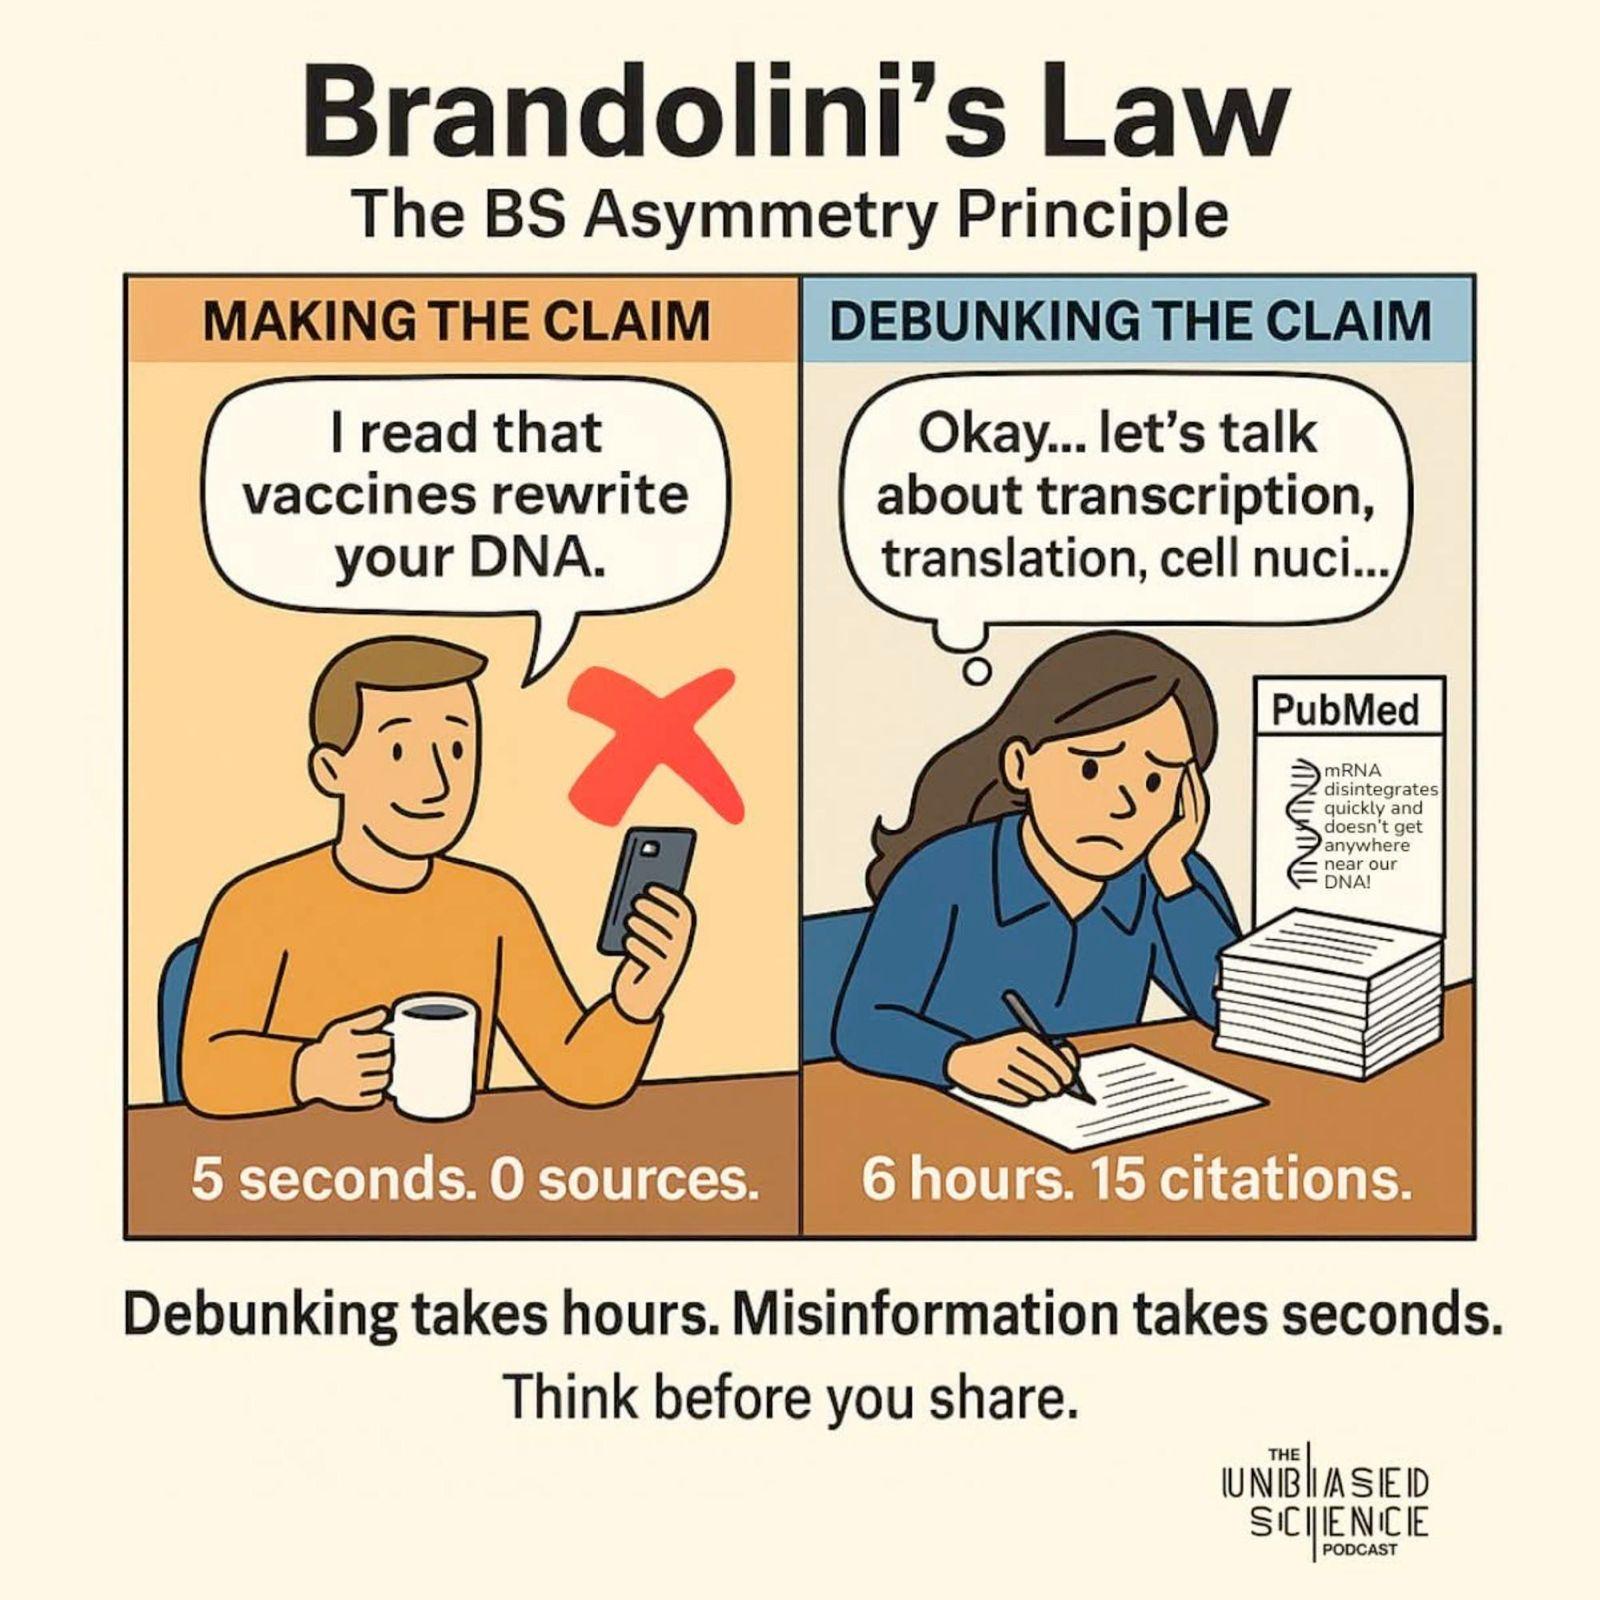 Brandolini's Law
The BS Asymmetry Principle
MAKING THE CLAIM
I read that
vaccines rewrite
your DNA.
5 seconds. 0 sources.
DEBUNKING THE CLAIM
Okay... let's talk
about transcription,
translation, cell nuci...
PubMed
mRNA
disintegrates
quickly and
doesn't get
anywhere
near our
DNA!
6 hours. 15 citations.
Debunking takes hours. Misinformation takes seconds.
Think before you share.
THE
UNBIASED
SCIENCE
PODCAST